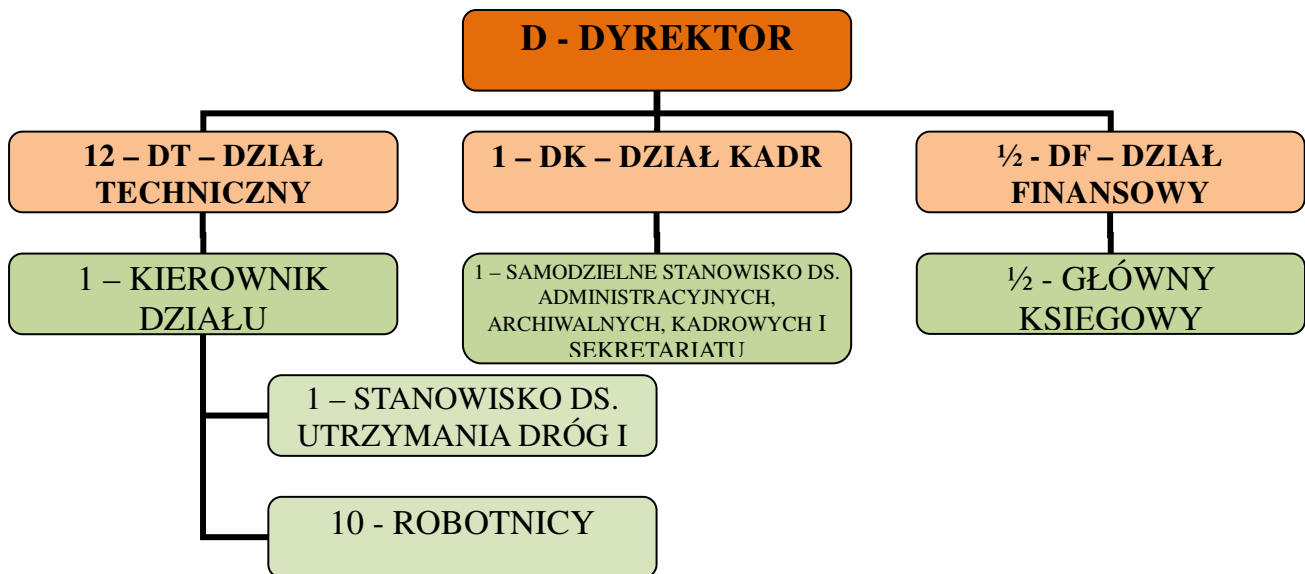 D - DYREKTOR
12 – DT – DZIAŁ
TECHNICZNY
1 – DK – DZIAŁ KADR
½ - DF – DZIAŁ
FINANSOWY
1 – KIEROWNIK
DZIAŁU
1 – SAMODZIELNE STANOWISKO DS.
ADMINISTRACYJNYCH,
ARCHIWALNYCH, KADROWYCH I
SEKRETARIATU
½ - GŁÓWNY
KSIEGOWY
1 – STANOWISKO DS.
UTRZYMANIA DRÓG I
10 - ROBOTNICY